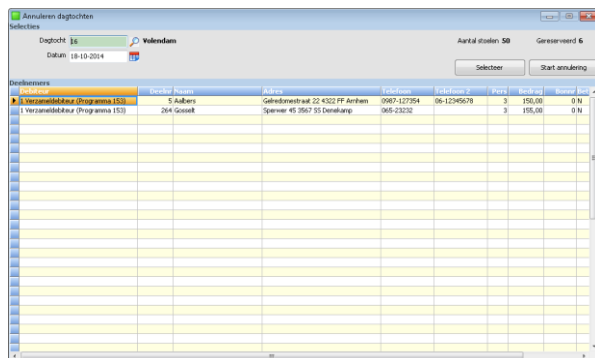 Annuleren dagtochten
Selecties
Dagtocht 16 Volendam Aantal stoelen 50 Gereserveerd 6
Datum 18-10-2014
Selecteer Start annulering
Deelnemers
Debiteur Deelnr Naam Adres Telefoon Telefoon 2 Pers Bedrag Bonnr Bet
1 Verzameldebiteur (Programma 153) 5 Aalbers Gelredomestraat 22 4322 FF Arnhem 0987-127354 06-12345678 3 150,00 0 N
1 Verzameldebiteur (Programma 153) 264 Gosselt Sperwer 45 3567 SS Denekamp 065-23232 3 155,00 0 N